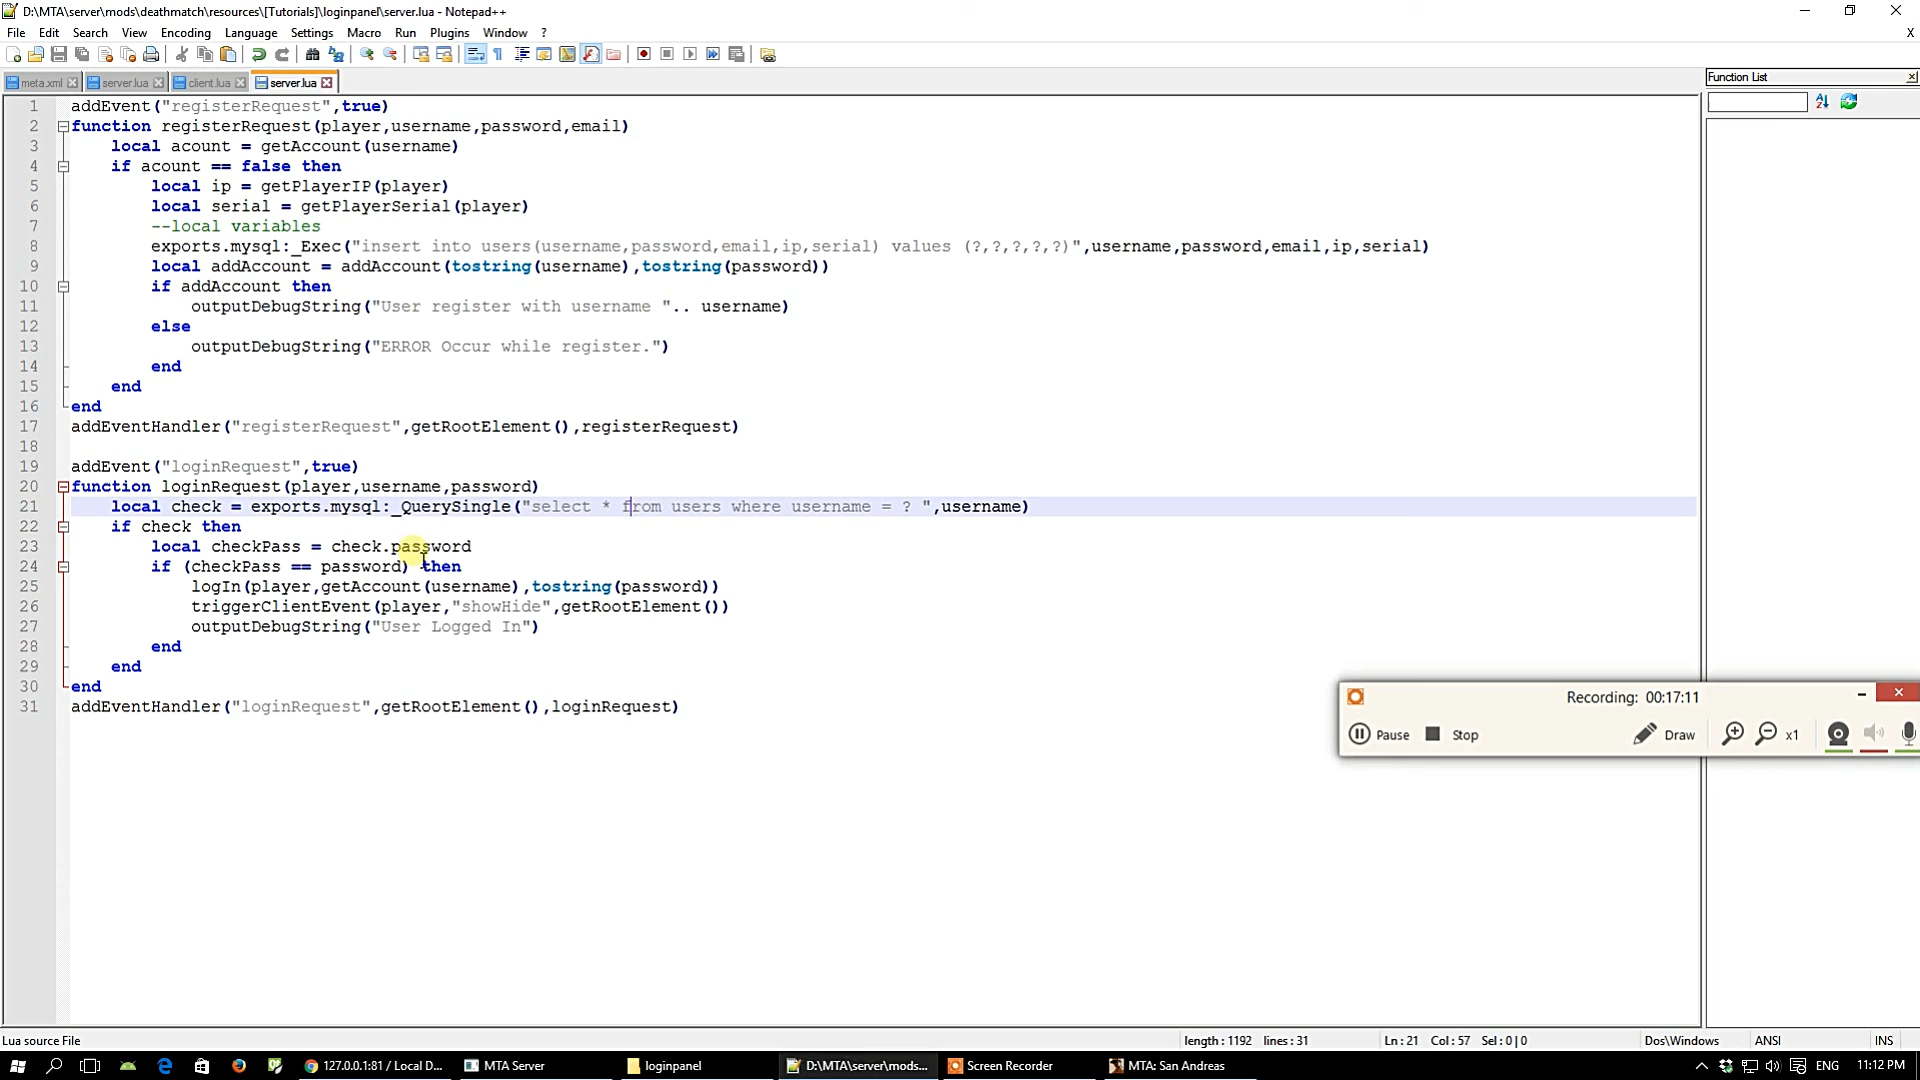 D:\MTA\server\mods\deathmatch\resources\[Tutorials]\loginpanel\server.lua - Notepad++
File Edit Search View Encoding Language Settings Macro Run Plugins Window ? X
meta.xml server.lua client.lua server.lua
Function List
1 addEvent("registerRequest",true)
2 function registerRequest(player,username,password,email)
3 local acount = getAccount(username)
4 if acount == false then
5 local ip = getPlayerIP(player)
6 local serial = getPlayerSerial(player)
7 --local variables
8 exports.mysql:_Exec("insert into users(username,password,email,ip,serial) values (?,?,?,?,?)",username,password,email,ip,serial)
9 local addAccount = addAccount(tostring(username),tostring(password))
10 if addAccount then
11 outputDebugString("User register with username ".. username)
12 else
13 outputDebugString("ERROR Occur while register.")
14 end
15 end
16 end
17 addEventHandler("registerRequest",getRootElement(),registerRequest)
18
19 addEvent("loginRequest",true)
20 function loginRequest(player,username,password)
21 local check = exports.mysql:_QuerySingle("select * from users where username = ? ",username)
22 if check then
23 local checkPass = check.password
24 if (checkPass == password) then
25 logIn(player,getAccount(username),tostring(password))
26 triggerClientEvent(player,"showHide",getRootElement())
27 outputDebugString("User Logged In")
28 end
29 end
30 end
31 addEventHandler("loginRequest",getRootElement(),loginRequest)
Recording: 00:17:11
Pause Stop Draw x1
Lua source File length : 1192 lines : 31 Ln : 21 Col : 57 Sel : 0 | 0 Dos\Windows ANSI INS
127.0.0.1:81 / Local D... MTA Server loginpanel D:\MTA\server\mods... Screen Recorder MTA: San Andreas ENG 11:12 PM